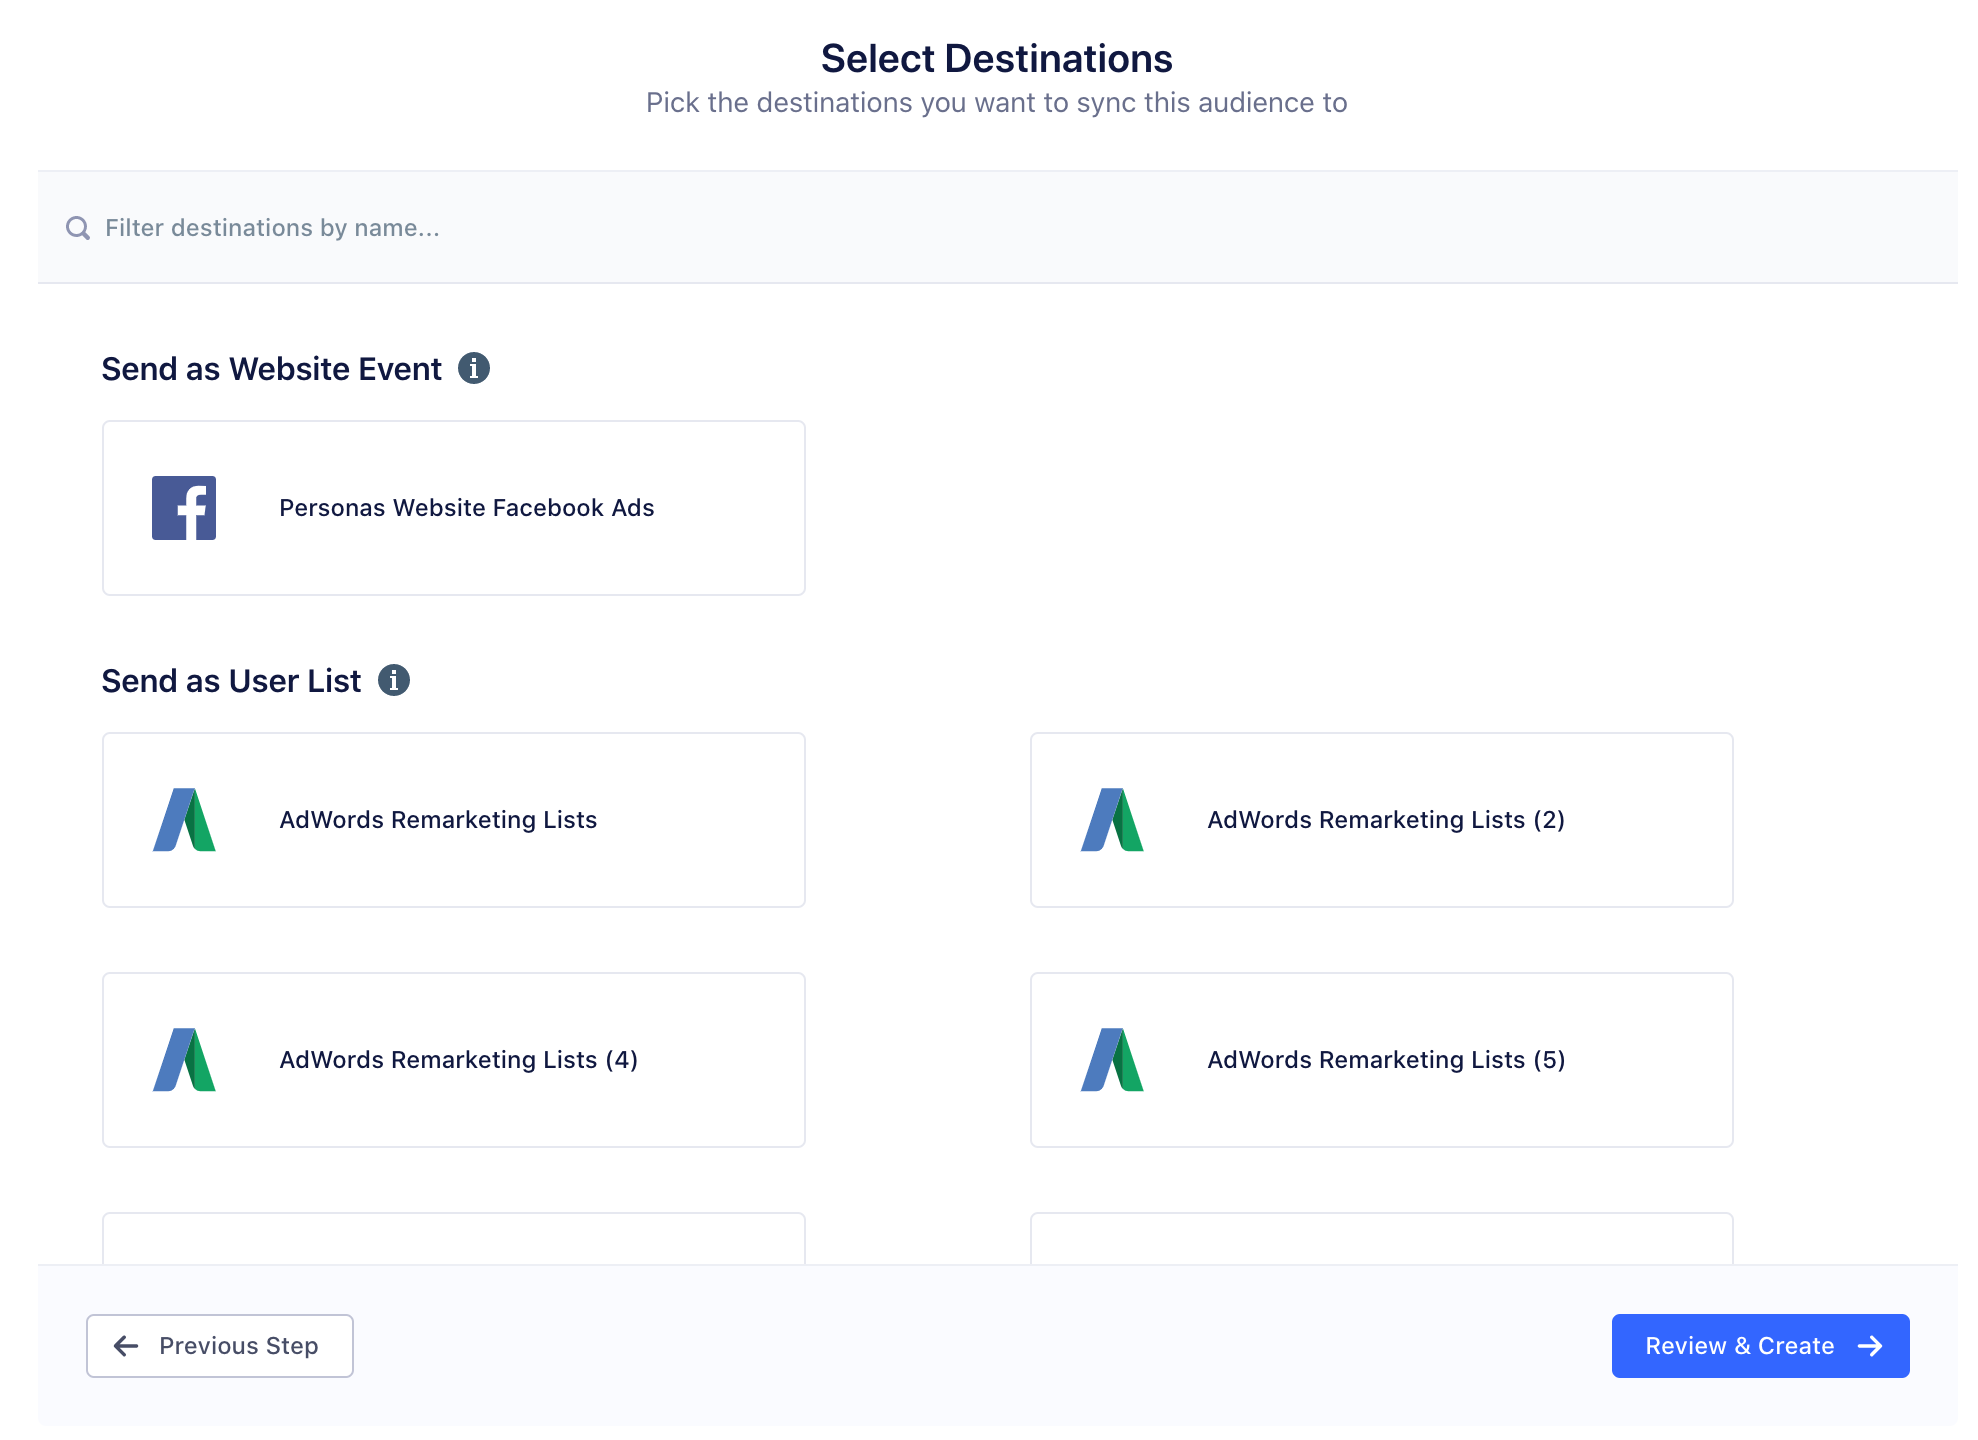 Select Destinations
Pick the destinations you want to sync this audience to
Filter destinations by name...
Send as Website Event
Personas Website Facebook Ads
Send as User List
AdWords Remarketing Lists
AdWords Remarketing Lists (2)
AdWords Remarketing Lists (4)
AdWords Remarketing Lists (5)
Previous Step
Review & Create